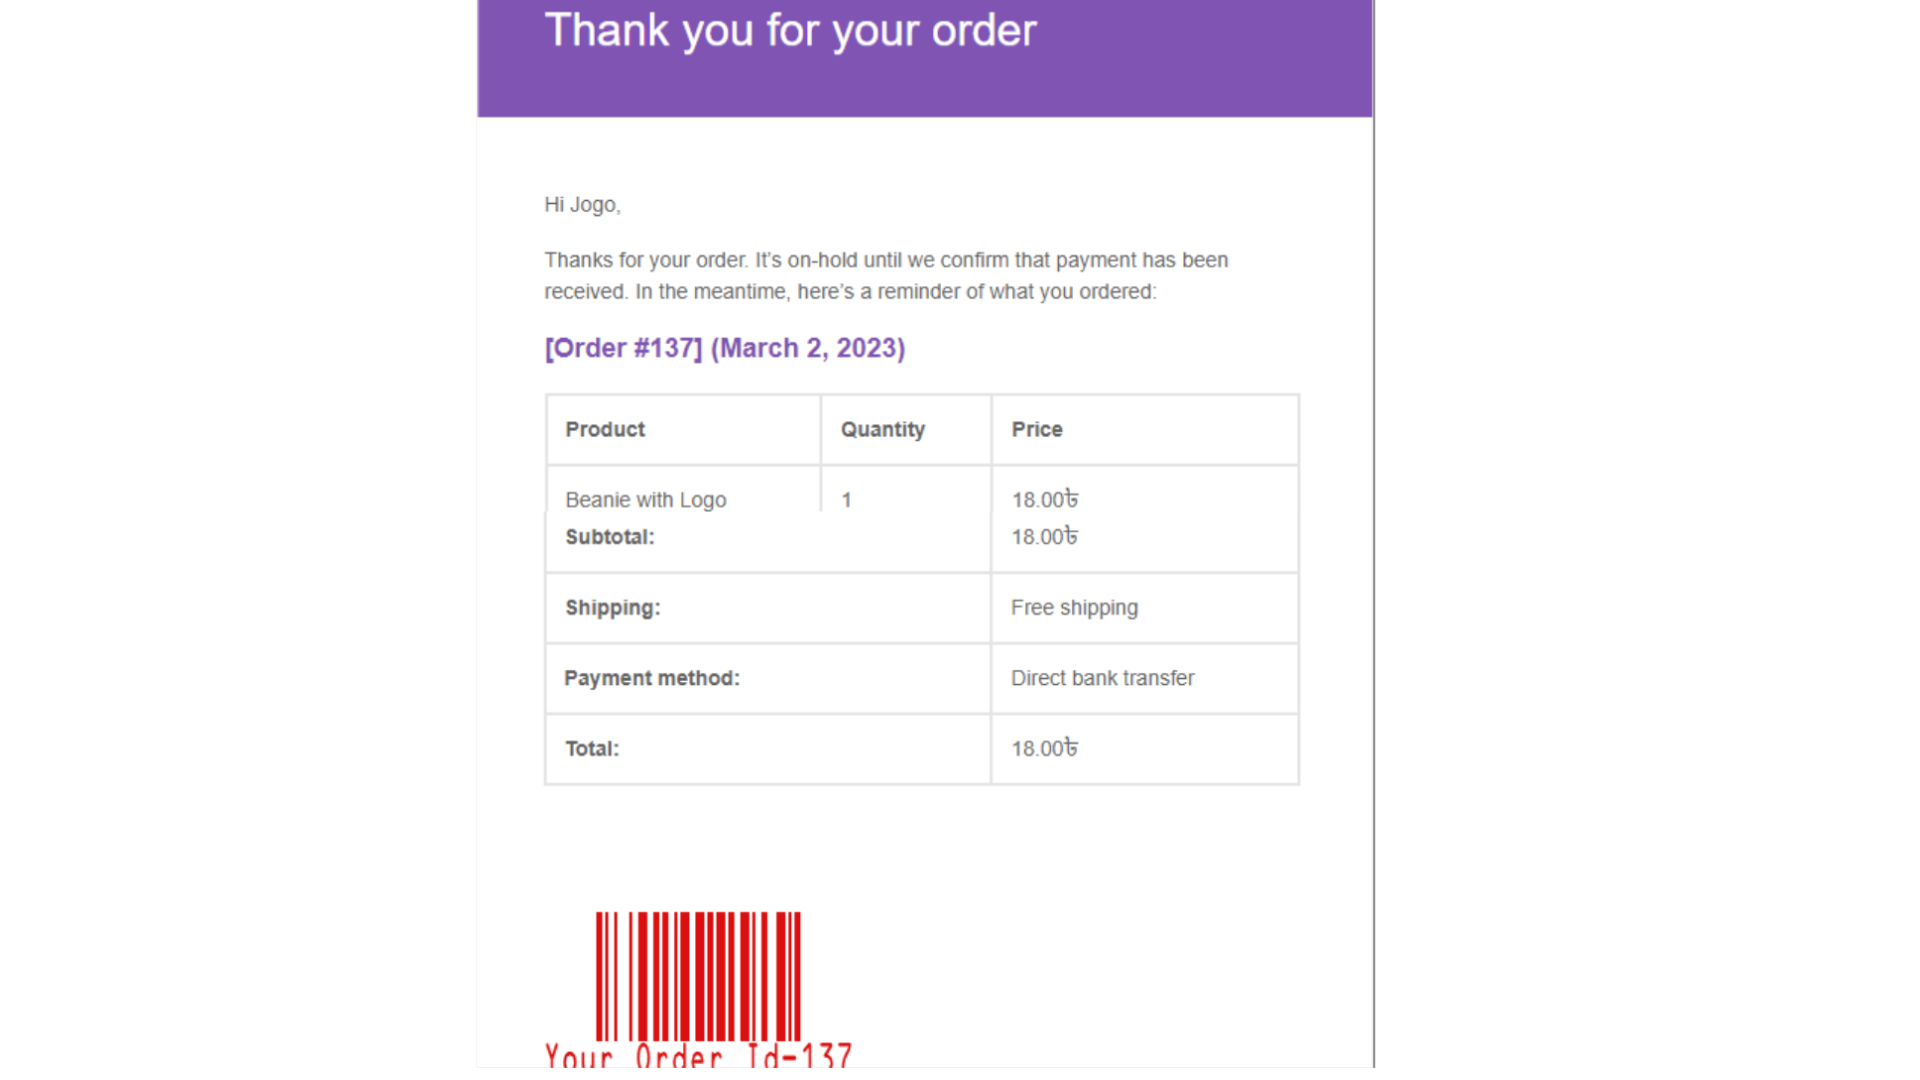 Thank you for your order
Hi Jogo,
Thanks for your order. It’s on-hold until we confirm that payment has been
received. In the meantime, here’s a reminder of what you ordered:
[Order #137] (March 2, 2023)
Product Quantity Price
Beanie with Logo 1 18.00৳
Subtotal: 18.00৳
Shipping: Free shipping
Payment method: Direct bank transfer
Total: 18.00৳
Your Order Id-137